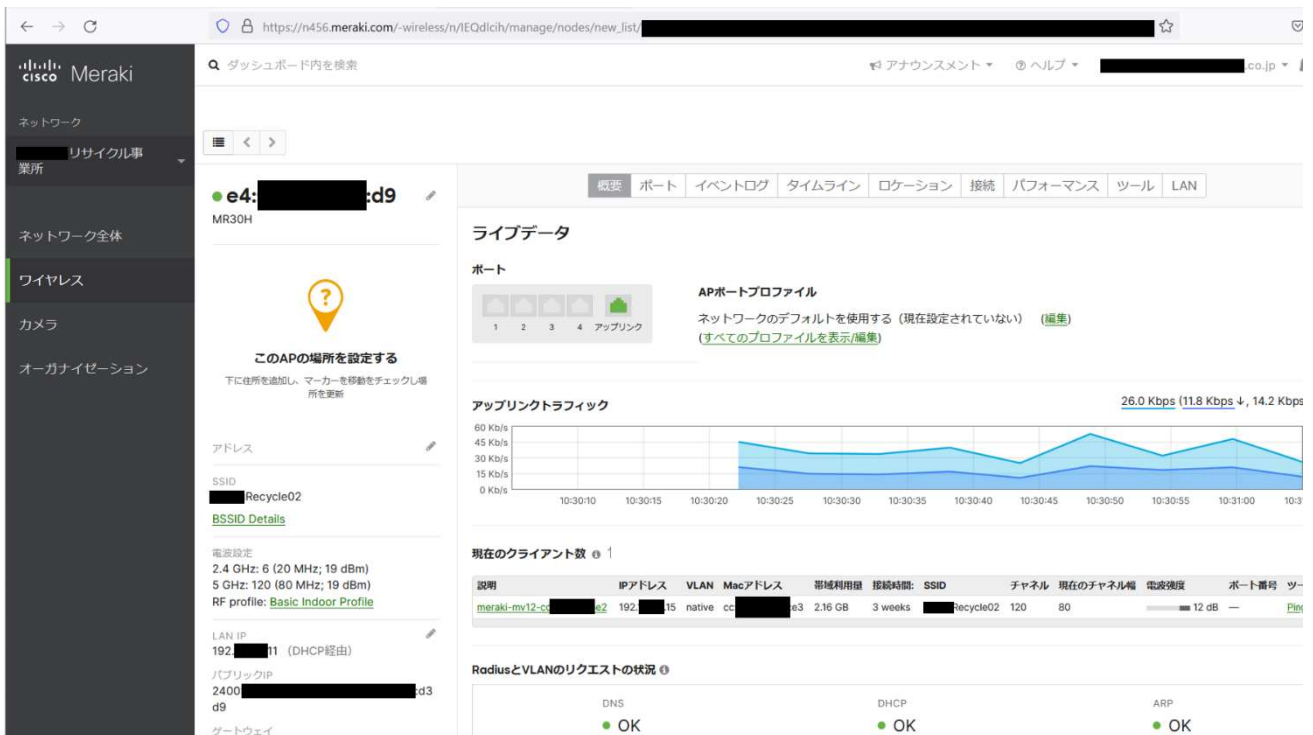 https://n456.meraki.com/-wireless/n/IEQdlcih/manage/nodes/new_list/
cisco Meraki
ダッシュボード内を検索
アナウンスメント
ヘルプ
.co.jp
ネットワーク
リサイクル事
業所
ネットワーク全体
ワイヤレス
カメラ
オーガナイゼーション
e4: :d9
MR30H
?
このAPの場所を設定する
下に住所を追加し、マーカーを移動をチェックし場
所を更新
アドレス
SSID
Recycle02
BSSID Details
電波設定
2.4 GHz: 6 (20 MHz; 19 dBm)
5 GHz: 120 (80 MHz; 19 dBm)
RF profile: Basic Indoor Profile
LAN IP
192. 11 (DHCP経由)
パブリックIP
2400 :d3
d9
ゲートウェイ
概要 ポート イベントログ タイムライン ロケーション 接続 パフォーマンス ツール LAN
ライブデータ
ポート
1 2 3 4 アップリンク
APポートプロファイル
ネットワークのデフォルトを使用する（現在設定されていない） (編集)
(すべてのプロファイルを表示/編集)
アップリンクトラフィック
26.0 Kbps (11.8 Kbps ↓, 14.2 Kbps
60 Kb/s
45 Kb/s
30 Kb/s
15 Kb/s
0 Kb/s
10:30:10 10:30:15 10:30:20 10:30:25 10:30:30 10:30:35 10:30:40 10:30:45 10:30:50 10:30:55 10:31:00 10:3
現在のクライアント数 1
説明 IPアドレス VLAN Macアドレス 帯域利用量 接続時間: SSID チャネル 現在のチャネル幅 電波強度 ポート番号 ツー
meraki-mv12-cc e2 192. .15 native cc: :e3 2.16 GB 3 weeks Recycle02 120 80 12 dB — Ping
RadiusとVLANのリクエストの状況
DNS DHCP ARP
OK OK OK